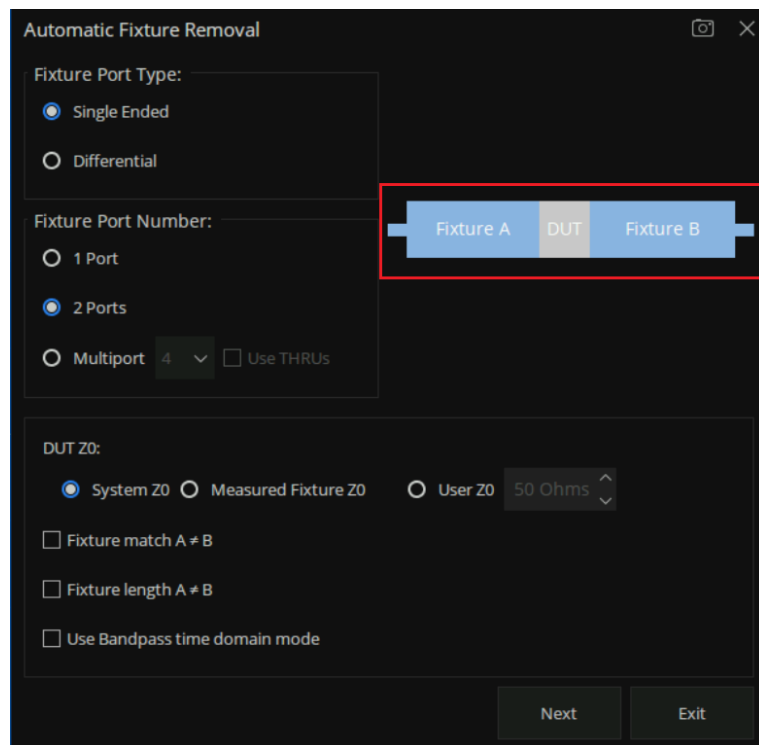 Automatic Fixture Removal
Fixture Port Type:
Single Ended
Differential
Fixture Port Number:
1 Port
2 Ports
Multiport 4 Use THRUs
Fixture A DUT Fixture B
DUT Z0:
System Z0 Measured Fixture Z0 User Z0 50 Ohms
Fixture match A ≠ B
Fixture length A ≠ B
Use Bandpass time domain mode
Next Exit